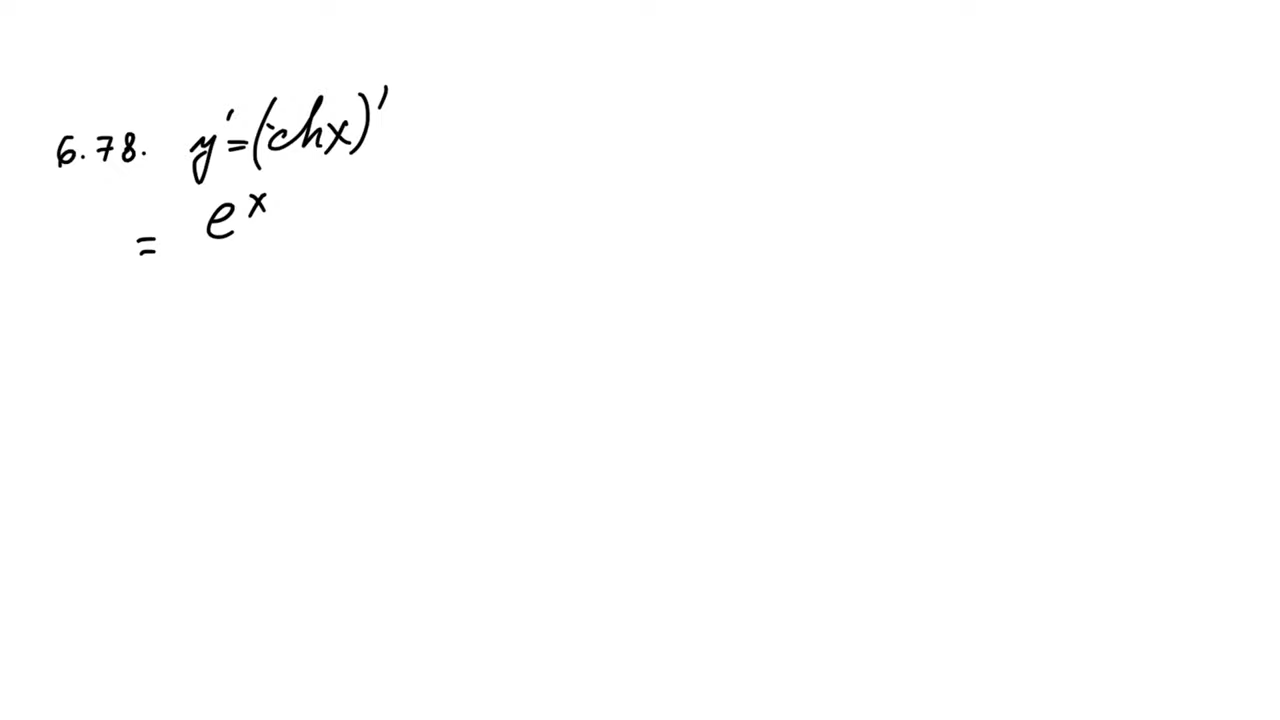 6.78. y'=(chx)'
= e^x